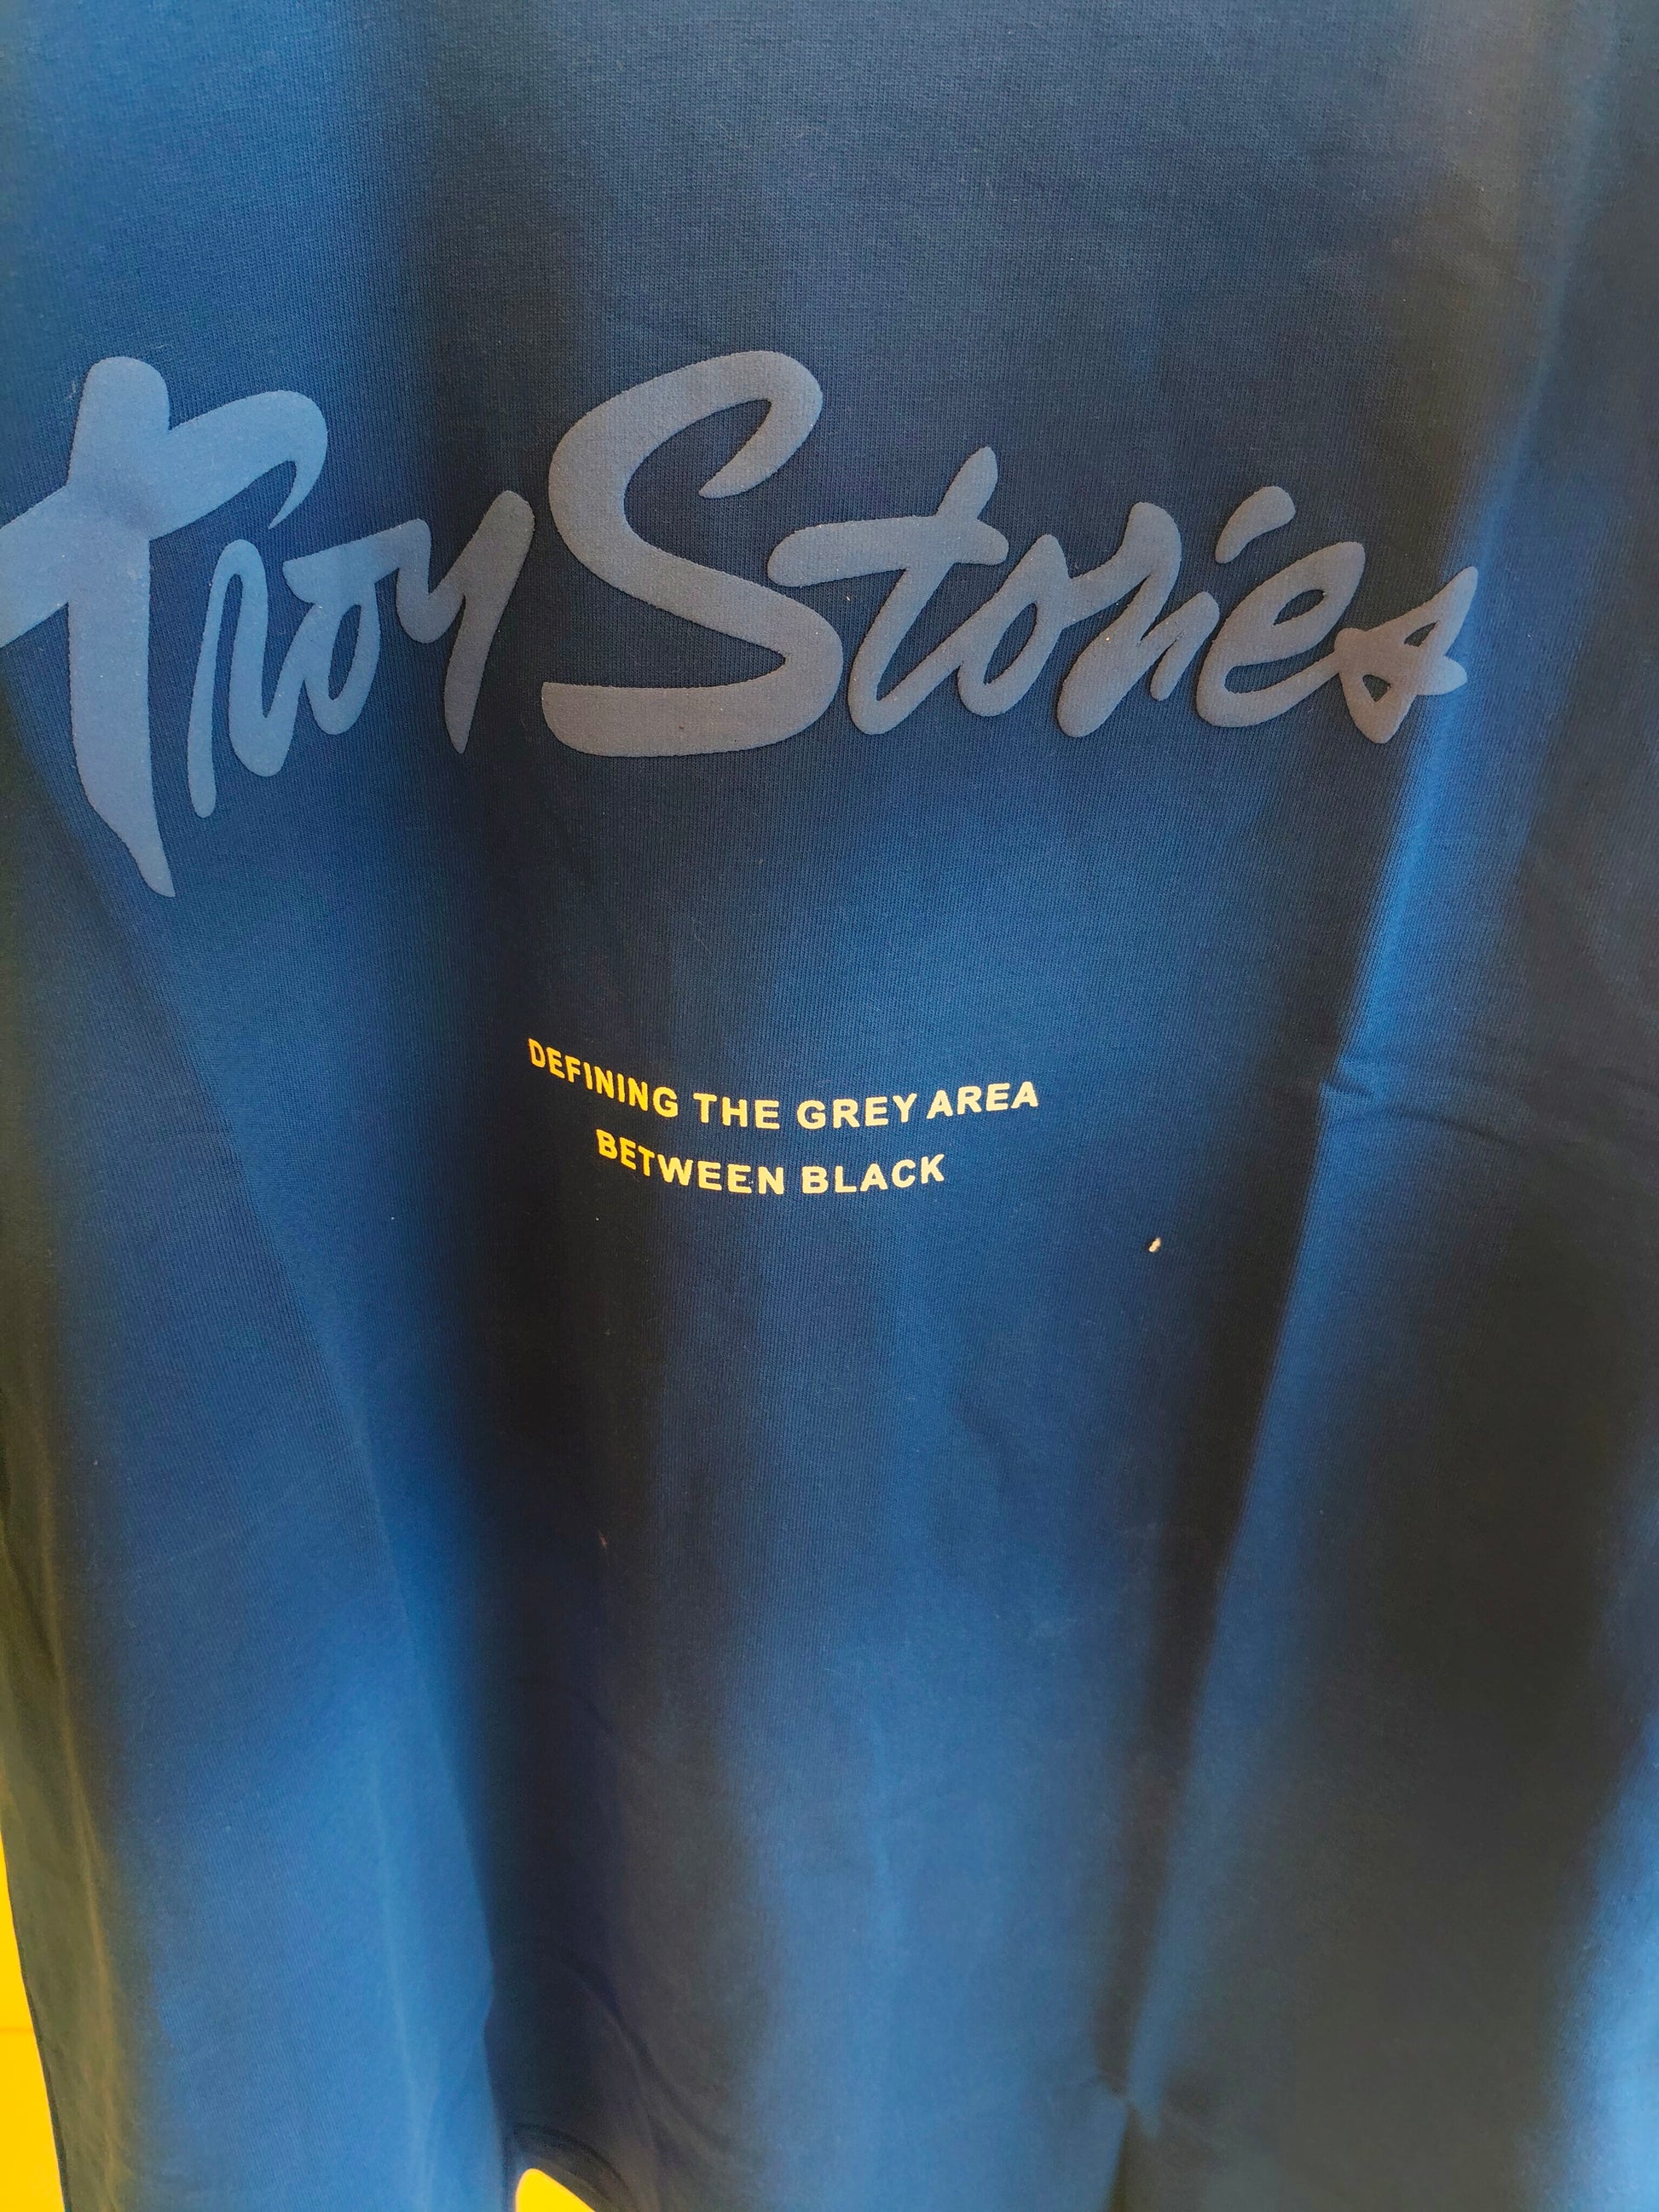 Troy Stories
DEFINING THE GREY AREA
BETWEEN BLACK